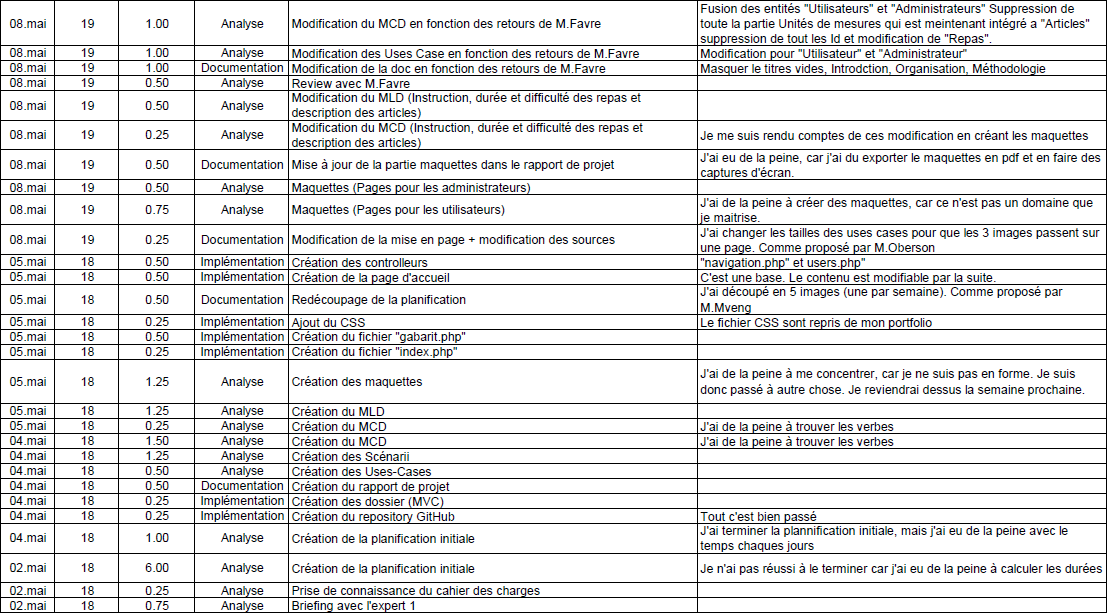 08.mai 19 1.00 Analyse Modification du MCD en fonction des retours de M.Favre Fusion des entités "Utilisateurs" et "Administrateurs" Suppression de
toute la partie Unités de mesures qui est meintenant intégré a "Articles"
suppression de tout les Id et modification de "Repas".
08.mai 19 1.00 Analyse Modification des Uses Case en fonction des retours de M.Favre Modification pour "Utilisateur" et "Administrateur"
08.mai 19 1.00 Documentation Modification de la doc en fonction des retours de M.Favre Masquer le titres vides, Introdction, Organisation, Méthodologie
08.mai 19 0.50 Analyse Review avec M.Favre
08.mai 19 0.50 Analyse Modification du MLD (Instruction, durée et difficulté des repas et
description des articles)
08.mai 19 0.25 Analyse Modification du MCD (Instruction, durée et difficulté des repas et
description des articles) Je me suis rendu comptes de ces modification en créant les maquettes
08.mai 19 0.50 Documentation Mise à jour de la partie maquettes dans le rapport de projet J'ai eu de la peine, car j'ai du exporter le maquettes en pdf et en faire des
captures d'écran.
08.mai 19 0.50 Analyse Maquettes (Pages pour les administrateurs)
08.mai 19 0.75 Analyse Maquettes (Pages pour les utilisateurs) J'ai de la peine à créer des maquettes, car ce n'est pas un domaine que
je maitrise.
08.mai 19 0.25 Documentation Modification de la mise en page + modification des sources J'ai changer les tailles des uses cases pour que les 3 images passent sur
une page. Comme proposé par M.Oberson
05.mai 18 0.50 Implémentation Création des controlleurs "navigation.php" et users.php"
05.mai 18 0.50 Implémentation Création de la page d'accueil C'est une base. Le contenu est modifiable par la suite.
05.mai 18 0.50 Documentation Redécoupage de la planification J'ai découpé en 5 images (une par semaine). Comme proposé par
M.Mveng
05.mai 18 0.25 Implémentation Ajout du CSS Le fichier CSS sont repris de mon portfolio
05.mai 18 0.50 Implémentation Création du fichier "gabarit.php"
05.mai 18 0.25 Implémentation Création du fichier "index.php"
05.mai 18 1.25 Analyse Création des maquettes J'ai de la peine à me concentrer, car je ne suis pas en forme. Je suis
donc passé à autre chose. Je reviendrai dessus la semaine prochaine.
05.mai 18 1.25 Analyse Création du MLD
05.mai 18 0.25 Analyse Création du MCD J'ai de la peine à trouver les verbes
04.mai 18 1.50 Analyse Création du MCD J'ai de la peine à trouver les verbes
04.mai 18 1.25 Analyse Création des Scénarii
04.mai 18 0.50 Analyse Création des Uses-Cases
04.mai 18 0.50 Documentation Création du rapport de projet
04.mai 18 0.25 Implémentation Création des dossier (MVC)
04.mai 18 0.25 Implémentation Création du repository GitHub Tout c'est bien passé
04.mai 18 1.00 Analyse Création de la planification initiale J'ai terminer la plannification initiale, mais j'ai eu de la peine avec le
temps chaques jours
02.mai 18 6.00 Analyse Création de la planification initiale Je n'ai pas réussi à le terminer car j'ai eu de la peine à calculer les durées
02.mai 18 0.25 Analyse Prise de connaissance du cahier des charges
02.mai 18 0.75 Analyse Briefing avec l'expert 1